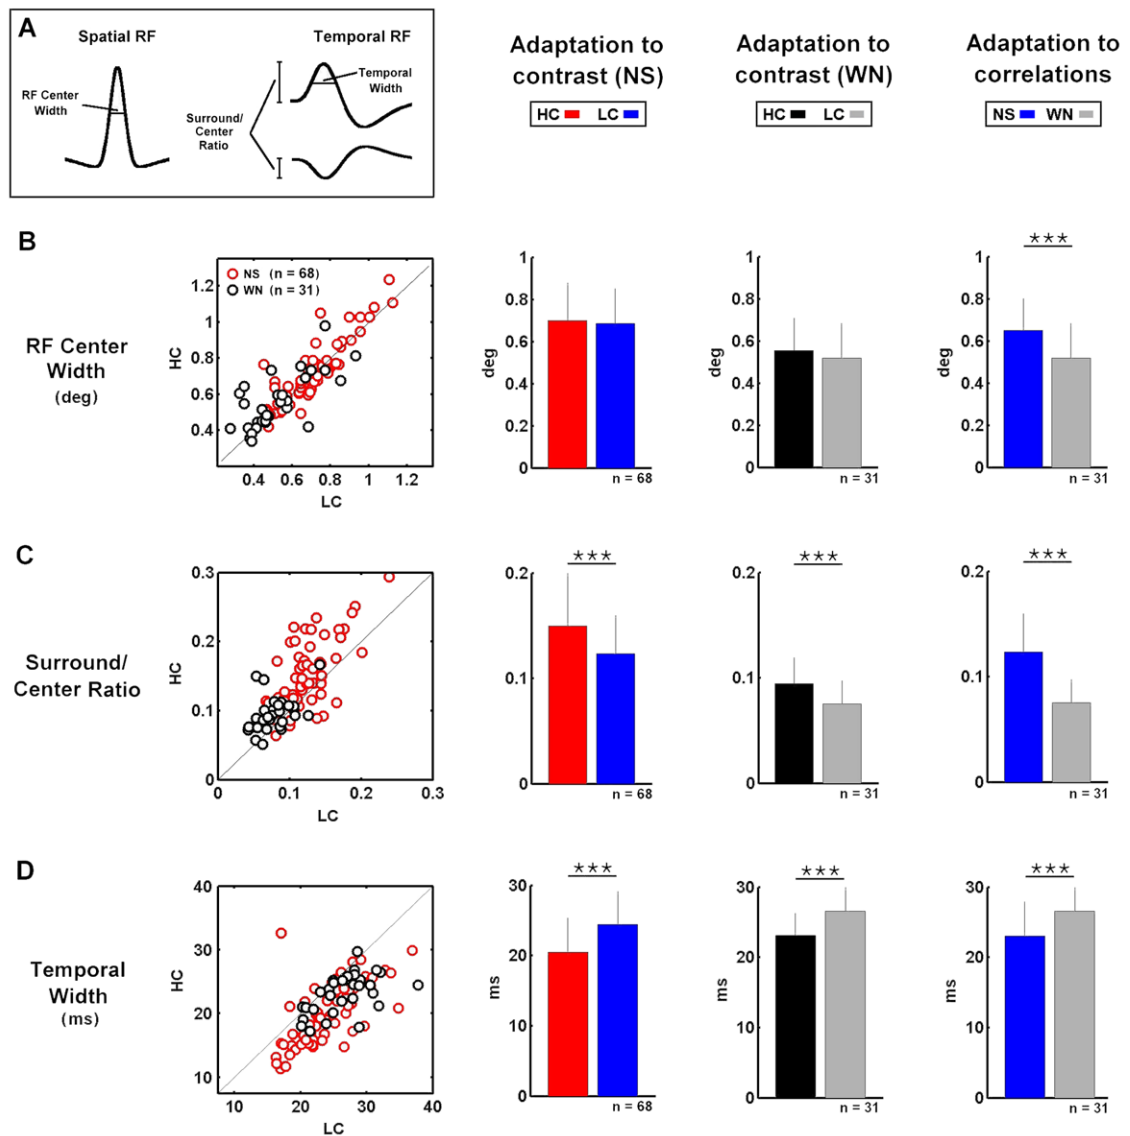 A
Spatial RF
Temporal RF
RF Center
Width
Surround/
Center
Ratio
Temporal
Width
Adaptation to
contrast (NS)
HC LC
Adaptation to
contrast (WN)
HC LC
Adaptation to
correlations
NS WN
B
RF Center
Width
(deg)
NS (n = 68)
WN (n = 31)
HC
1.2
1
0.8
0.6
0.4
0.4 0.6 0.8 1 1.2
LC
deg
1
0.8
0.6
0.4
0.2
0
n = 68
deg
1
0.8
0.6
0.4
0.2
0
n = 31
***
deg
1
0.8
0.6
0.4
0.2
0
n = 31
C
Surround/
Center Ratio
HC
0.3
0.2
0.1
0
0 0.1 0.2 0.3
LC
***
0.2
0.1
0
n = 68
***
0.2
0.1
0
n = 31
***
0.2
0.1
0
n = 31
D
Temporal
Width
(ms)
HC
40
30
20
10
10 20 30 40
LC
***
ms
30
20
10
0
n = 68
***
ms
30
20
10
0
n = 31
***
ms
30
20
10
0
n = 31